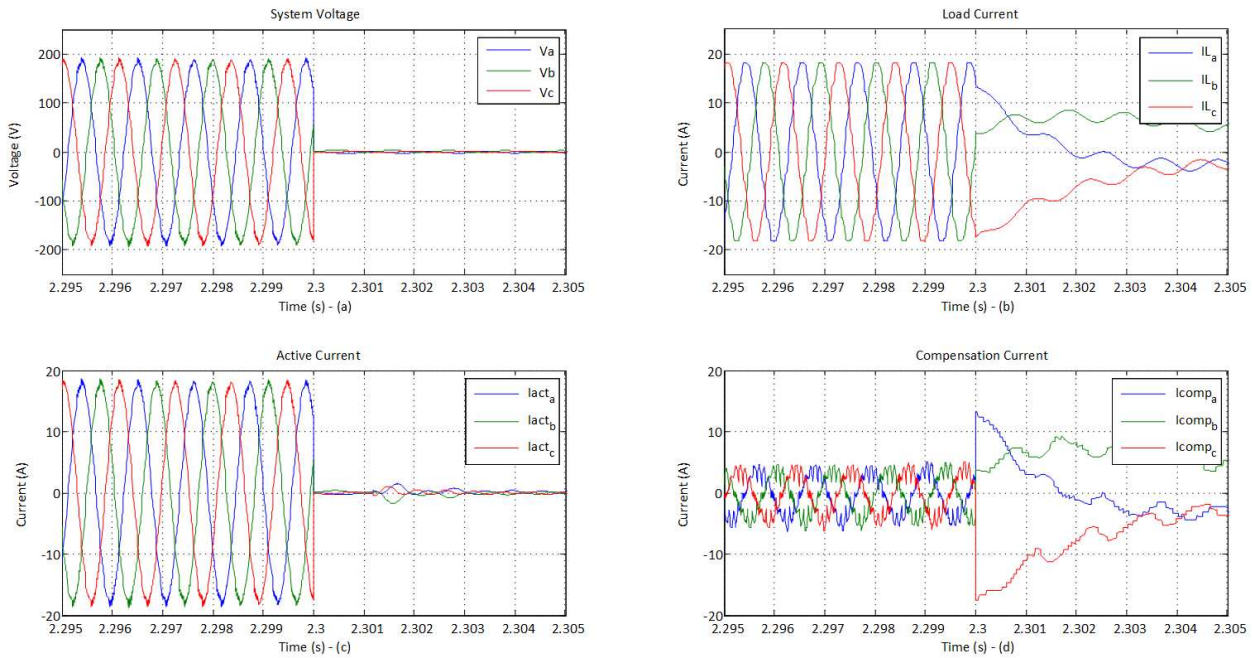 System Voltage
200
100
0
-100
-200
Voltage (V)
Va
Vb
Vc
2.295 2.296 2.297 2.298 2.299 2.3 2.301 2.302 2.303 2.304 2.305
Time (s) - (a)
Load Current
20
10
0
-10
-20
Current (A)
ILa
ILb
ILc
2.295 2.296 2.297 2.298 2.299 2.3 2.301 2.302 2.303 2.304 2.305
Time (s) - (b)
Active Current
20
10
0
-10
-20
Current (A)
Iacta
Iactb
Iactc
2.295 2.296 2.297 2.298 2.299 2.3 2.301 2.302 2.303 2.304 2.305
Time (s) - (c)
Compensation Current
20
10
0
-10
-20
Current (A)
Icompa
Icompb
Icompc
2.295 2.296 2.297 2.298 2.299 2.3 2.301 2.302 2.303 2.304 2.305
Time (s) - (d)